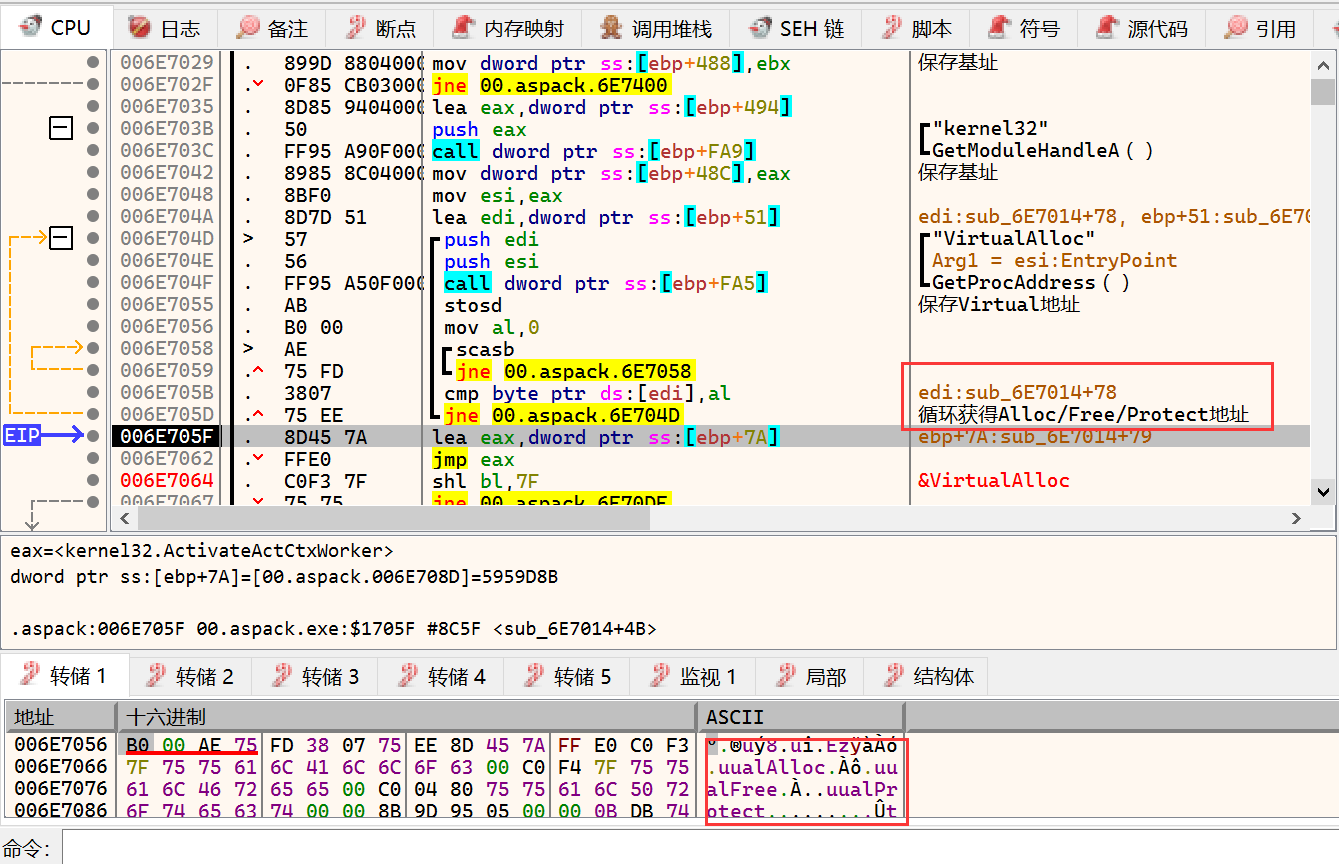 CPU 日志 备注 断点 内存映射 调用堆栈 SEH 链 脚本 符号 源代码 引用
006E7029 . 899D 8804000 mov dword ptr ss:[ebp+488],ebx 保存基址
006E702F . 0F85 CB03000 jne 00.aspack.6E7400
006E7035 . 8D85 9404000 lea eax,dword ptr ss:[ebp+494]
006E703B . 50 push eax "kernel32"
006E703C . FF95 A90F000 call dword ptr ss:[ebp+FA9] GetModuleHandleA()
006E7042 . 8985 8C04000 mov dword ptr ss:[ebp+48C],eax 保存基址
006E7048 . 8BF0 mov esi,eax
006E704A . 8D7D 51 lea edi,dword ptr ss:[ebp+51] edi:sub_6E7014+78, ebp+51:sub_6E70
006E704D > 57 push edi "VirtualAlloc"
006E704E . 56 push esi Arg1 = esi:EntryPoint
006E704F . FF95 A50F000 call dword ptr ss:[ebp+FA5] GetProcAddress()
006E7055 . AB stosd 保存Virtual地址
006E7056 . B0 00 mov al,0
006E7058 > AE scasb
006E7059 . 75 FD jne 00.aspack.6E7058
006E705B . 3807 cmp byte ptr ds:[edi],al edi:sub_6E7014+78
006E705D . 75 EE jne 00.aspack.6E704D 循环获得Alloc/Free/Protect地址
EIP 006E705F . 8D45 7A lea eax,dword ptr ss:[ebp+7A] ebp+7A:sub_6E7014+79
006E7062 . FFE0 jmp eax
006E7064 . C0F3 7F shl bl,7F &VirtualAlloc
006E7067 . 75 75 jne 00.aspack.6E70DE
eax=<kernel32.ActivateActCtxWorker>
dword ptr ss:[ebp+7A]=[00.aspack.006E708D]=5959D8B
.aspack:006E705F 00.aspack.exe:$1705F #8C5F <sub_6E7014+4B>
转储 1 转储 2 转储 3 转储 4 转储 5 监视 1 局部 结构体
地址 十六进制 ASCII
006E7056 B0 00 AE 75 FD 38 07 75 EE 8D 45 7A FF E0 C0 F3 °.®uý8.uî.EzÿàÀó
006E7066 7F 75 75 61 6C 41 6C 6C 6F 63 00 C0 F4 7F 75 75 .uualAlloc.Àô.uu
006E7076 61 6C 46 72 65 65 00 C0 04 80 75 75 61 6C 50 72 alFree.À..uualPr
006E7086 6F 74 65 63 74 00 00 8B 9D 95 05 00 00 0B DB 74 otect.........Ût
命令: